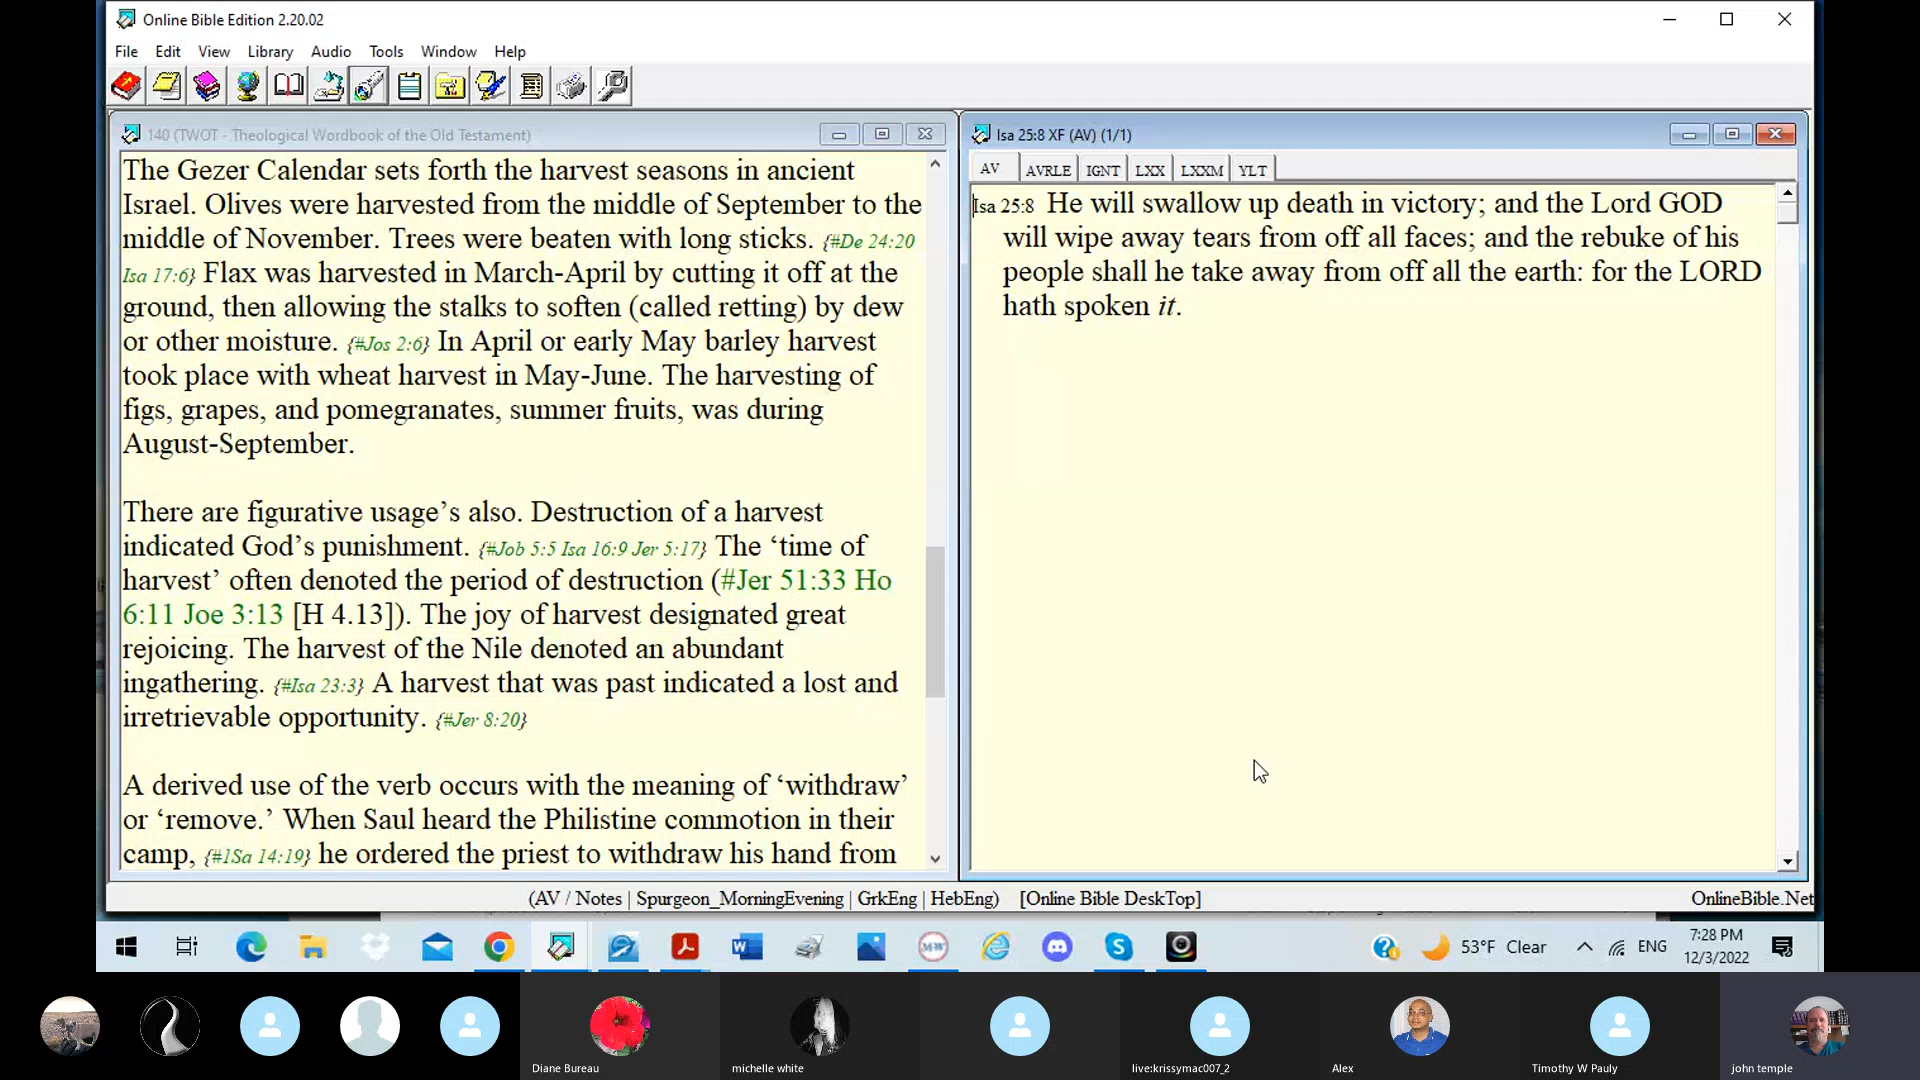 Online Bible Edition 2.20.02
File Edit View Library Audio Tools Window Help
140 (TWOT - Theological Wordbook of the Old Testament)
The Gezer Calendar sets forth the harvest seasons in ancient
Israel. Olives were harvested from the middle of September to the
middle of November. Trees were beaten with long sticks. {#De 24:20
Isa 17:6} Flax was harvested in March-April by cutting it off at the
ground, then allowing the stalks to soften (called retting) by dew
or other moisture. {#Jos 2:6} In April or early May barley harvest
took place with wheat harvest in May-June. The harvesting of
figs, grapes, and pomegranates, summer fruits, was during
August-September.
There are figurative usage’s also. Destruction of a harvest
indicated God’s punishment. {#Job 5:5 Isa 16:9 Jer 5:17} The ‘time of
harvest’ often denoted the period of destruction (#Jer 51:33 Ho
6:11 Joe 3:13 [H 4.13]). The joy of harvest designated great
rejoicing. The harvest of the Nile denoted an abundant
ingathering. {#Isa 23:3} A harvest that was past indicated a lost and
irretrievable opportunity. {#Jer 8:20}
A derived use of the verb occurs with the meaning of ‘withdraw’
or ‘remove.’ When Saul heard the Philistine commotion in their
camp, {#1Sa 14:19} he ordered the priest to withdraw his hand from
Isa 25:8 XF (AV) (1/1)
AV AVRLE IGNT LXX LXXM YLT
Isa 25:8 He will swallow up death in victory; and the Lord GOD
will wipe away tears from off all faces; and the rebuke of his
people shall he take away from off all the earth: for the LORD
hath spoken it.
(AV / Notes | Spurgeon_MorningEvening | GrkEng | HebEng) [Online Bible DeskTop]
OnlineBible.Net
53°F Clear
ENG
7:28 PM
12/3/2022
Diane Bureau
michelle white
live:krissymac007_2
Alex
Timothy W Pauly
john temple